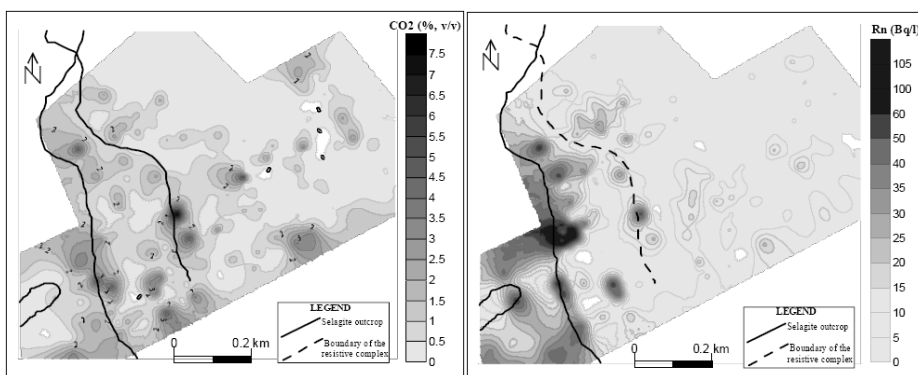 CO2 (%, v/v)
N
7.5
7
6.5
6
5.5
5
4.5
4
3.5
3
2.5
2
1.5
1
0.5
0
LEGEND
Selagite outcrop
Boundary of the
resistive complex
0 0.2 km
Rn (Bq/l)
N
105
100
60
50
40
35
30
25
20
15
10
5
0
LEGEND
Selagite outcrop
Boundary of the
resistive complex
0 0.2 km